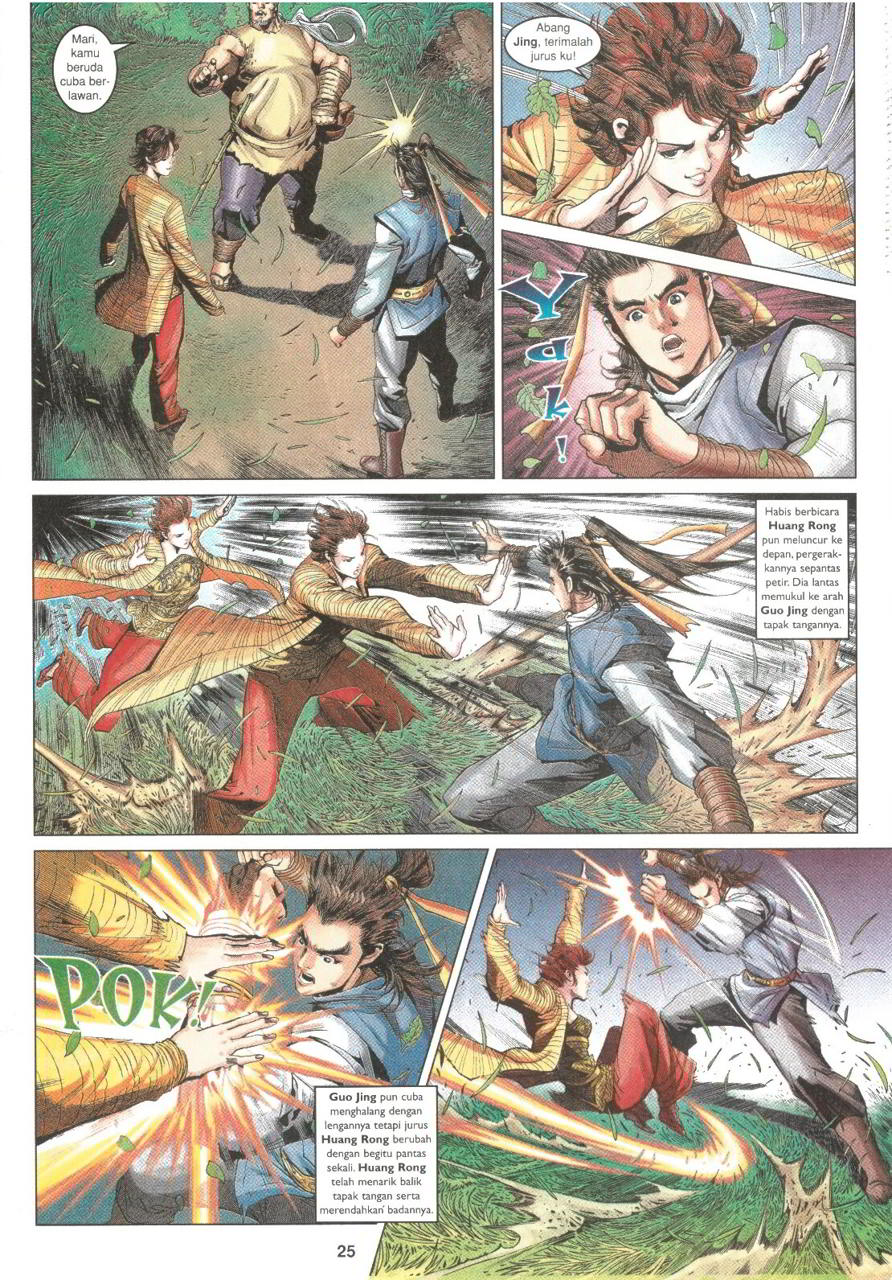 Mari,
kamu
beruda
cuba ber-
lawan.
Abang
Jing, terimalah
jurus ku!
Yak!
Habis berbicara
Huang Rong
pun meluncur ke
depan, pergerak-
kannya sepantas
petir. Dia lantas
memukul ke arah
Guo Jing dengan
tapak tangannya.
POK!
Guo Jing pun cuba
menghalang dengan
lengannya tetapi jurus
Huang Rong berubah
dengan begitu pantas
sekali. Huang Rong
telah menarik balik
tapak tangan serta
merendahkan badannya.
25